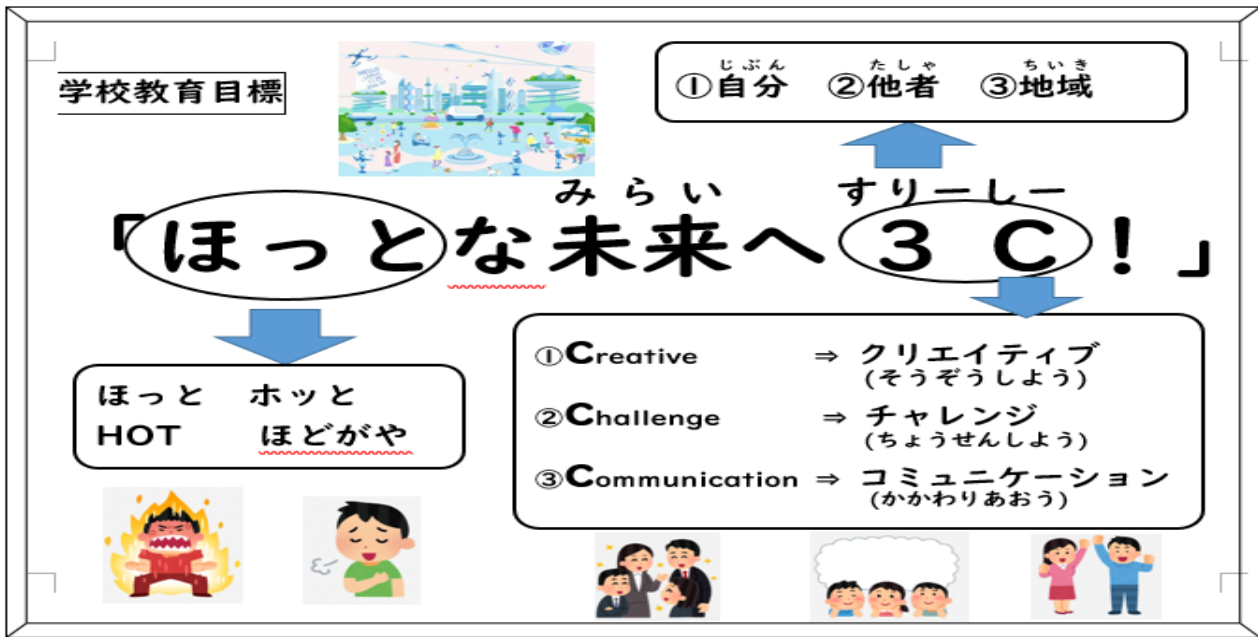 学校教育目標
じぶん たしゃ ちいき
①自分 ②他者 ③地域
みらい すりーしー
「ほっとな未来へ3C!」
ほっと ホッと
HOT ほどがや
①Creative ⇒ クリエイティブ
(そうぞうしよう)
②Challenge ⇒ チャレンジ
(ちょうせんしよう)
③Communication ⇒ コミュニケーション
(かかわりあおう)